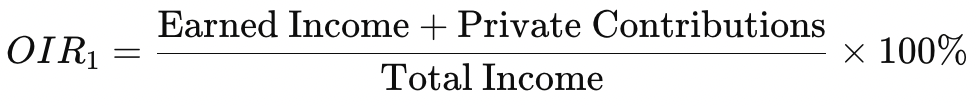 OIR₁ = Earned Income + Private Contributions / Total Income × 100%